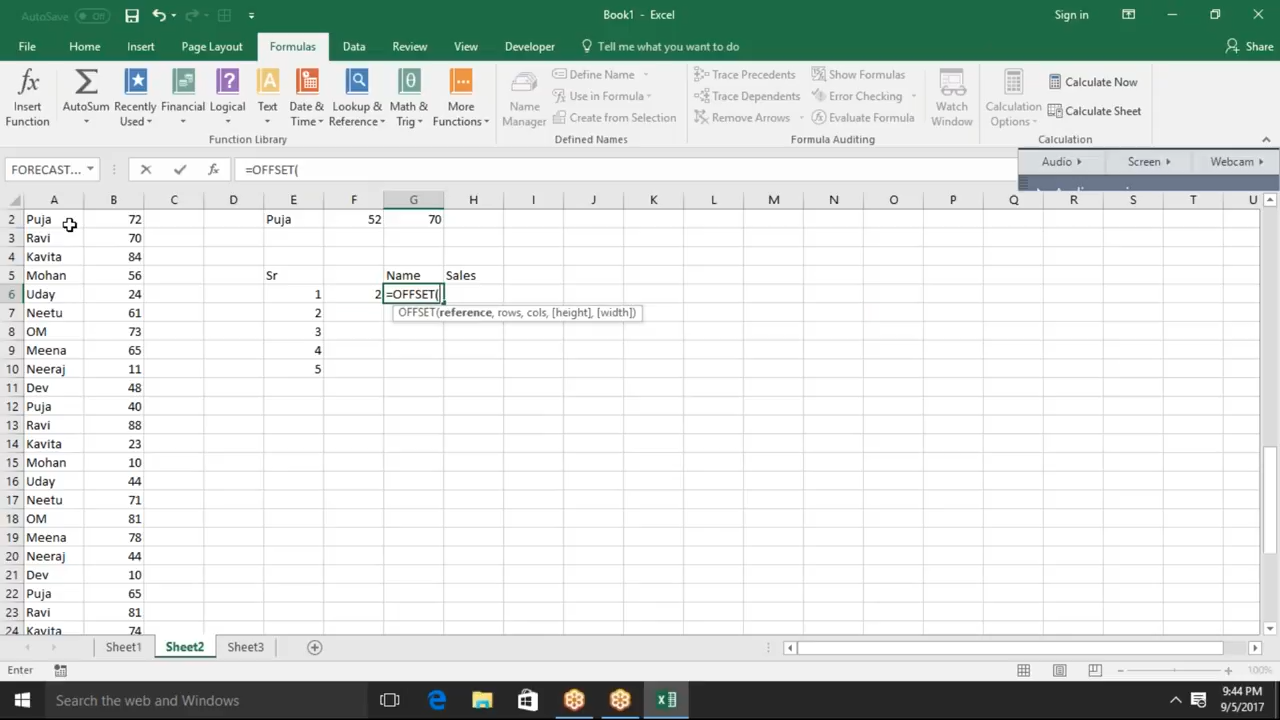 AutoSave Off
Book1 - Excel
Sign in
File Home Insert Page Layout Formulas Data Review View Developer Tell me what you want to do Share
Insert Function
AutoSum
Recently Used
Financial
Logical
Text
Date & Time
Lookup & Reference
Math & Trig
More Functions
Function Library
Name Manager
Define Name
Use in Formula
Create from Selection
Defined Names
Trace Precedents
Trace Dependents
Remove Arrows
Show Formulas
Error Checking
Evaluate Formula
Formula Auditing
Watch Window
Calculation Options
Calculate Now
Calculate Sheet
Calculation
FORECAST... fx =OFFSET(
Audio Screen Webcam
A B C D E F G H I J K L M N O P Q R S T U
2 Puja 72 Puja 52 70
3 Ravi 70
4 Kavita 84
5 Mohan 56 Sr Name Sales
6 Uday 24 1 2 =OFFSET(
7 Neetu 61 2 OFFSET(reference, rows, cols, [height], [width])
8 OM 73 3
9 Meena 65 4
10 Neeraj 11 5
11 Dev 48
12 Puja 40
13 Ravi 88
14 Kavita 23
15 Mohan 10
16 Uday 44
17 Neetu 71
18 OM 81
19 Meena 78
20 Neeraj 44
21 Dev 10
22 Puja 65
23 Ravi 81
24 Kavita 74
Sheet1 Sheet2 Sheet3
Enter
100%
Search the web and Windows
9:44 PM
9/5/2017